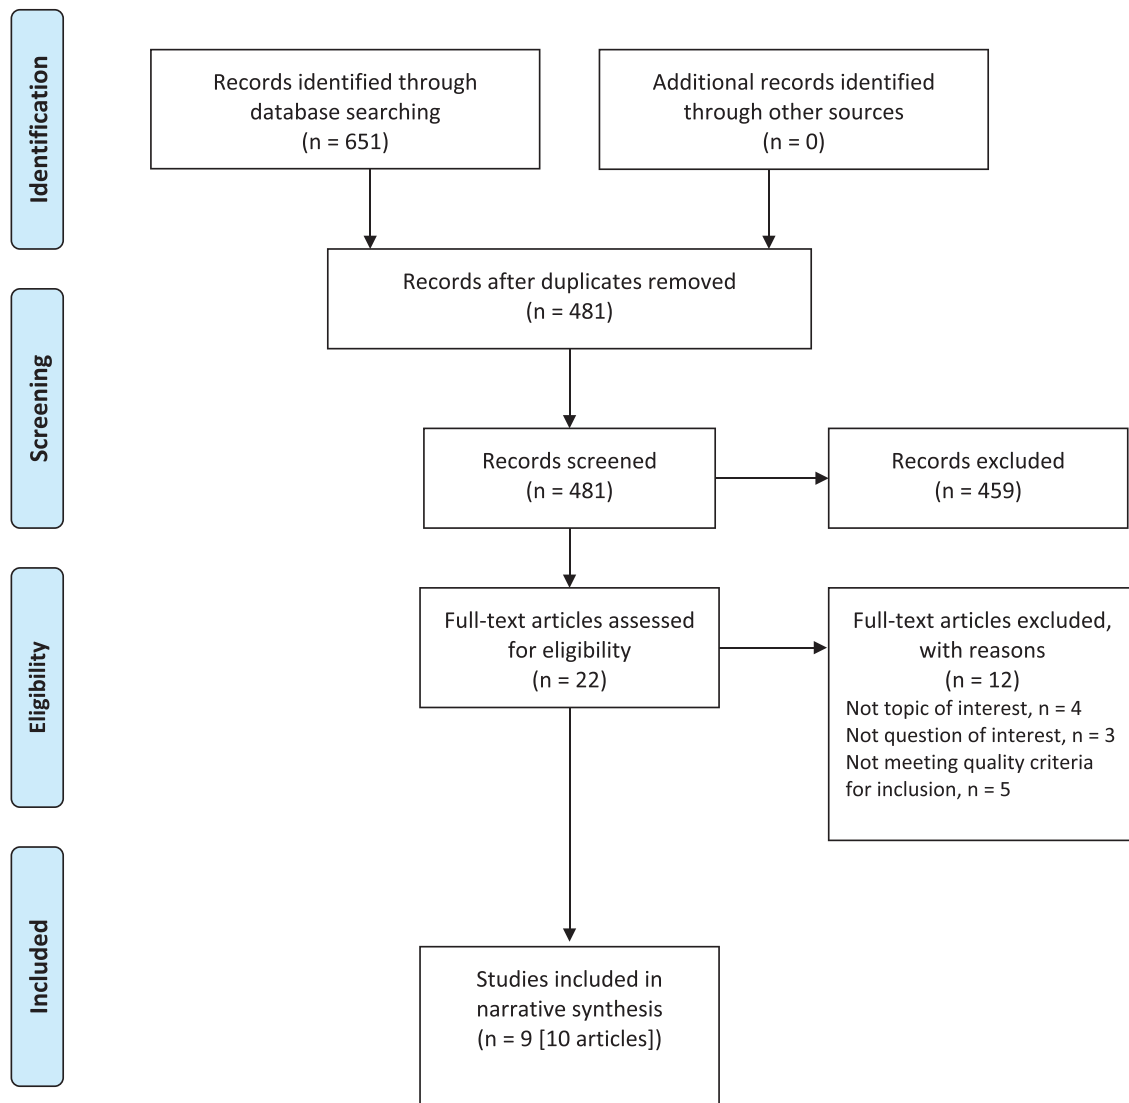 Identification
Records identified through
database searching
(n = 651)
Additional records identified
through other sources
(n = 0)
Records after duplicates removed
(n = 481)
Screening
Records screened
(n = 481)
Records excluded
(n = 459)
Eligibility
Full-text articles assessed
for eligibility
(n = 22)
Full-text articles excluded,
with reasons
(n = 12)
Not topic of interest, n = 4
Not question of interest, n = 3
Not meeting quality criteria
for inclusion, n = 5
Included
Studies included in
narrative synthesis
(n = 9 [10 articles])